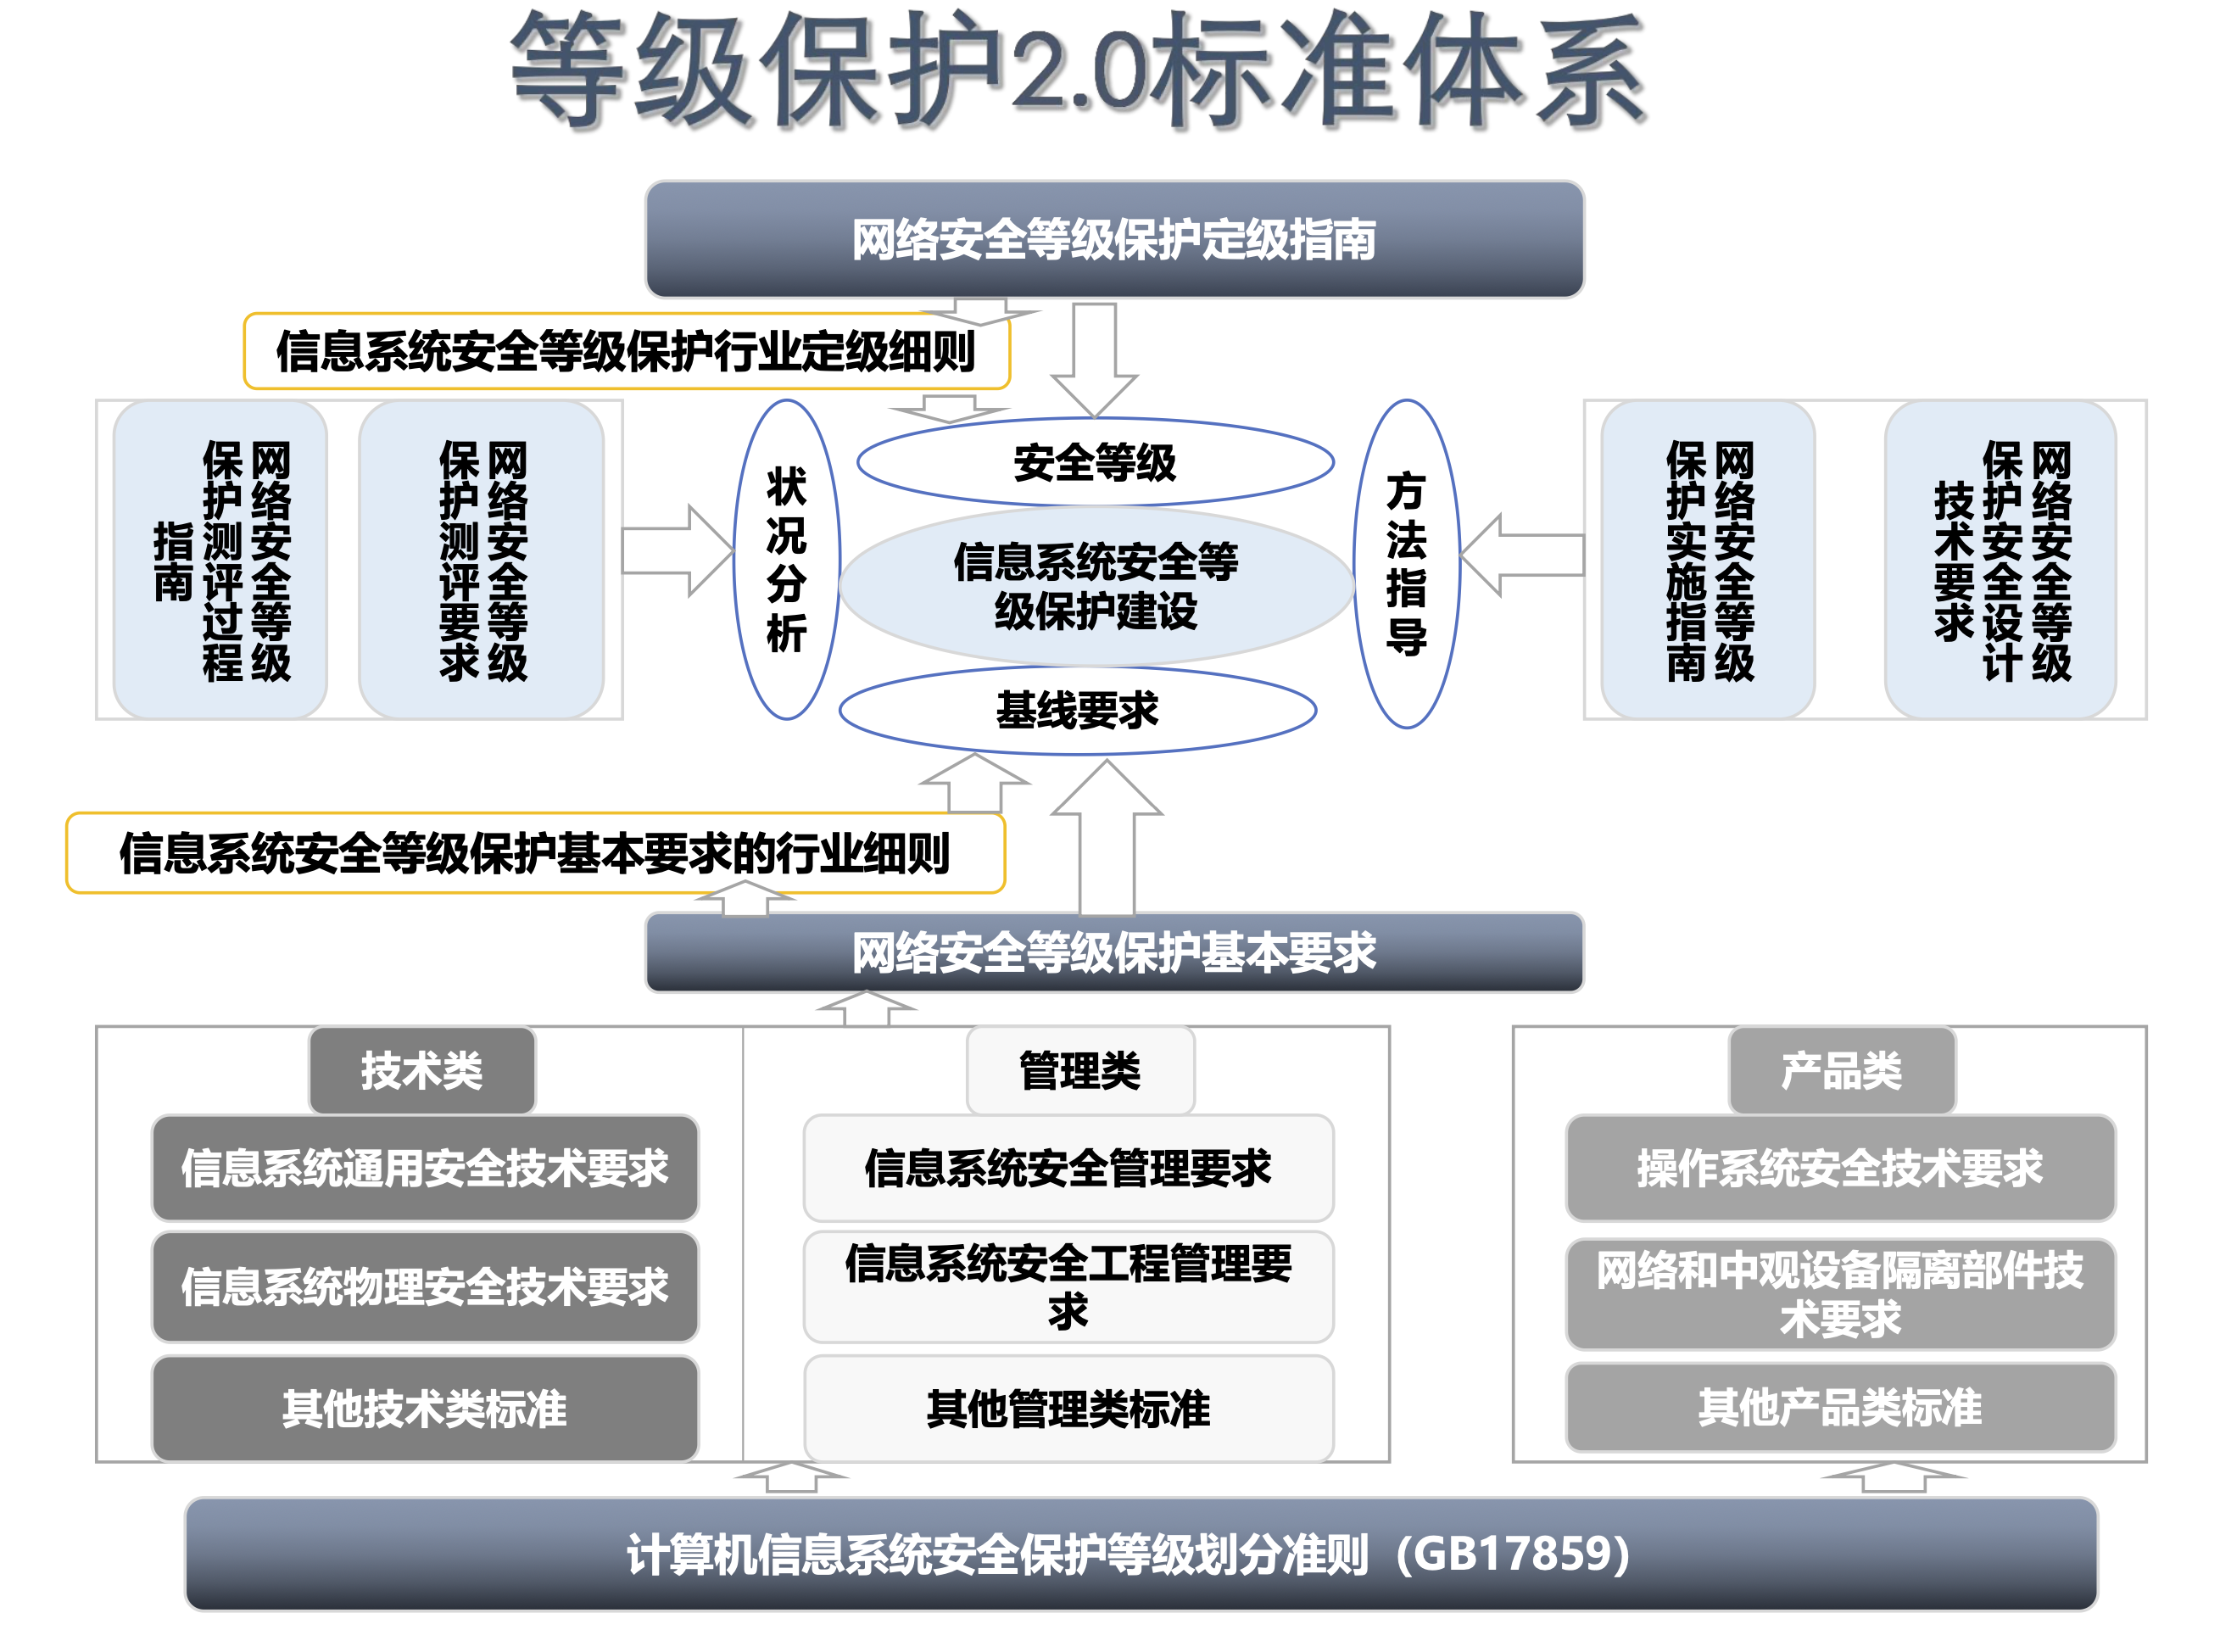 等级保护2.0标准体系
网络安全等级保护定级指南
信息系统安全等级保护行业定级细则
网络安全等级
保护测评过程
指南
网络安全等级
保护测评要求
状况分析
安全等级
信息系统安全等
级保护建设
基线要求
方法指导
网络安全等级
保护实施指南
网络安全等级
保护安全设计
技术要求
信息系统安全等级保护基本要求的行业细则
网络安全等级保护基本要求
技术类
信息系统通用安全技术要求
信息系统物理安全技术要求
其他技术类标准
管理类
信息系统安全管理要求
信息系统安全工程管理要
求
其他管理类标准
产品类
操作系统安全技术要求
网络和中观设备隔离部件技
术要求
其他产品类标准
计算机信息系统安全保护等级划分准则（GB17859）